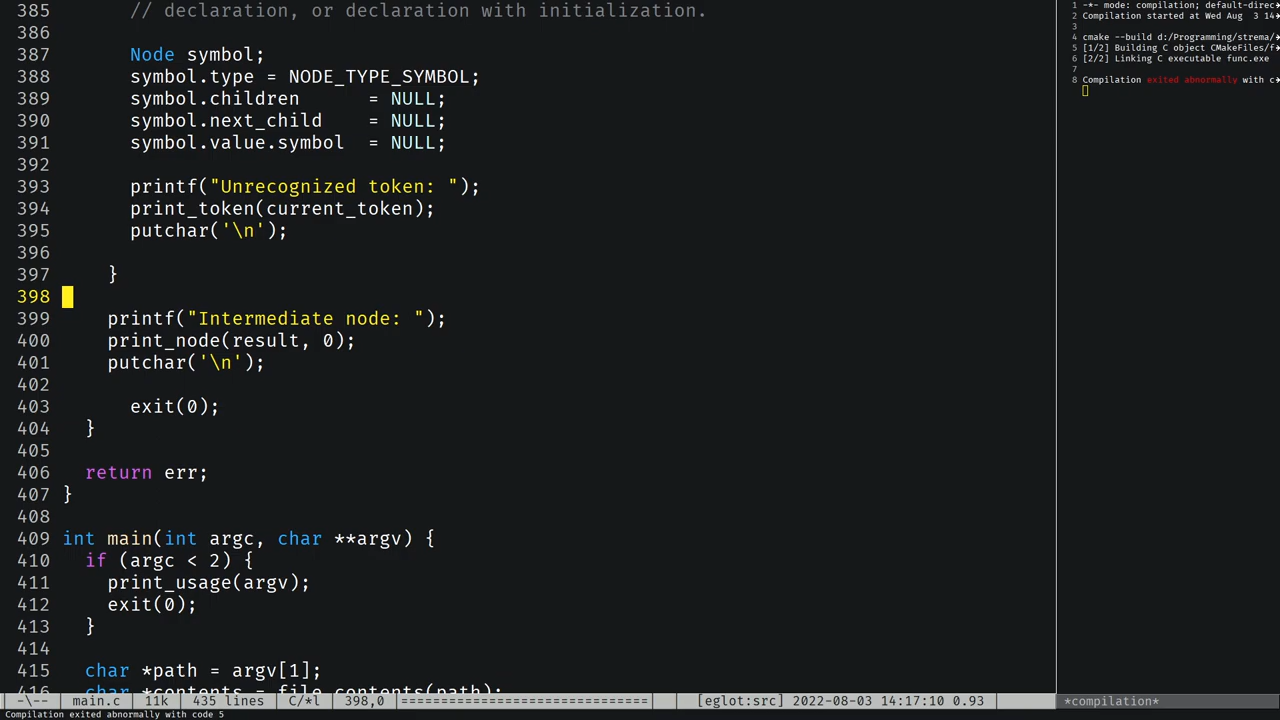 385 // declaration, or declaration with initialization.
386
387 Node symbol;
388 symbol.type = NODE_TYPE_SYMBOL;
389 symbol.children = NULL;
390 symbol.next_child = NULL;
391 symbol.value.symbol = NULL;
392
393 printf("Unrecognized token: ");
394 print_token(current_token);
395 putchar('\n');
396
397 }
398
399 printf("Intermediate node: ");
400 print_node(result, 0);
401 putchar('\n');
402
403 exit(0);
404 }
405
406 return err;
407 }
408
409 int main(int argc, char **argv) {
410 if (argc < 2) {
411 print_usage(argv);
412 exit(0);
413 }
414
415 char *path = argv[1];
416 char *contents = file_contents(path);
-\-- main.c 11k 435 lines C/*l 398,0 ============================== [eglot:src] 2022-08-03 14:17:10 0.93
Compilation exited abnormally with code 5
1 -*- mode: compilation; default-direc
2 Compilation started at Wed Aug 3 14
3
4 cmake --build d:/Programming/strema/
5 [1/2] Building C object CMakeFiles/f
6 [2/2] Linking C executable func.exe
7
8 Compilation exited abnormally with c
*compilation*